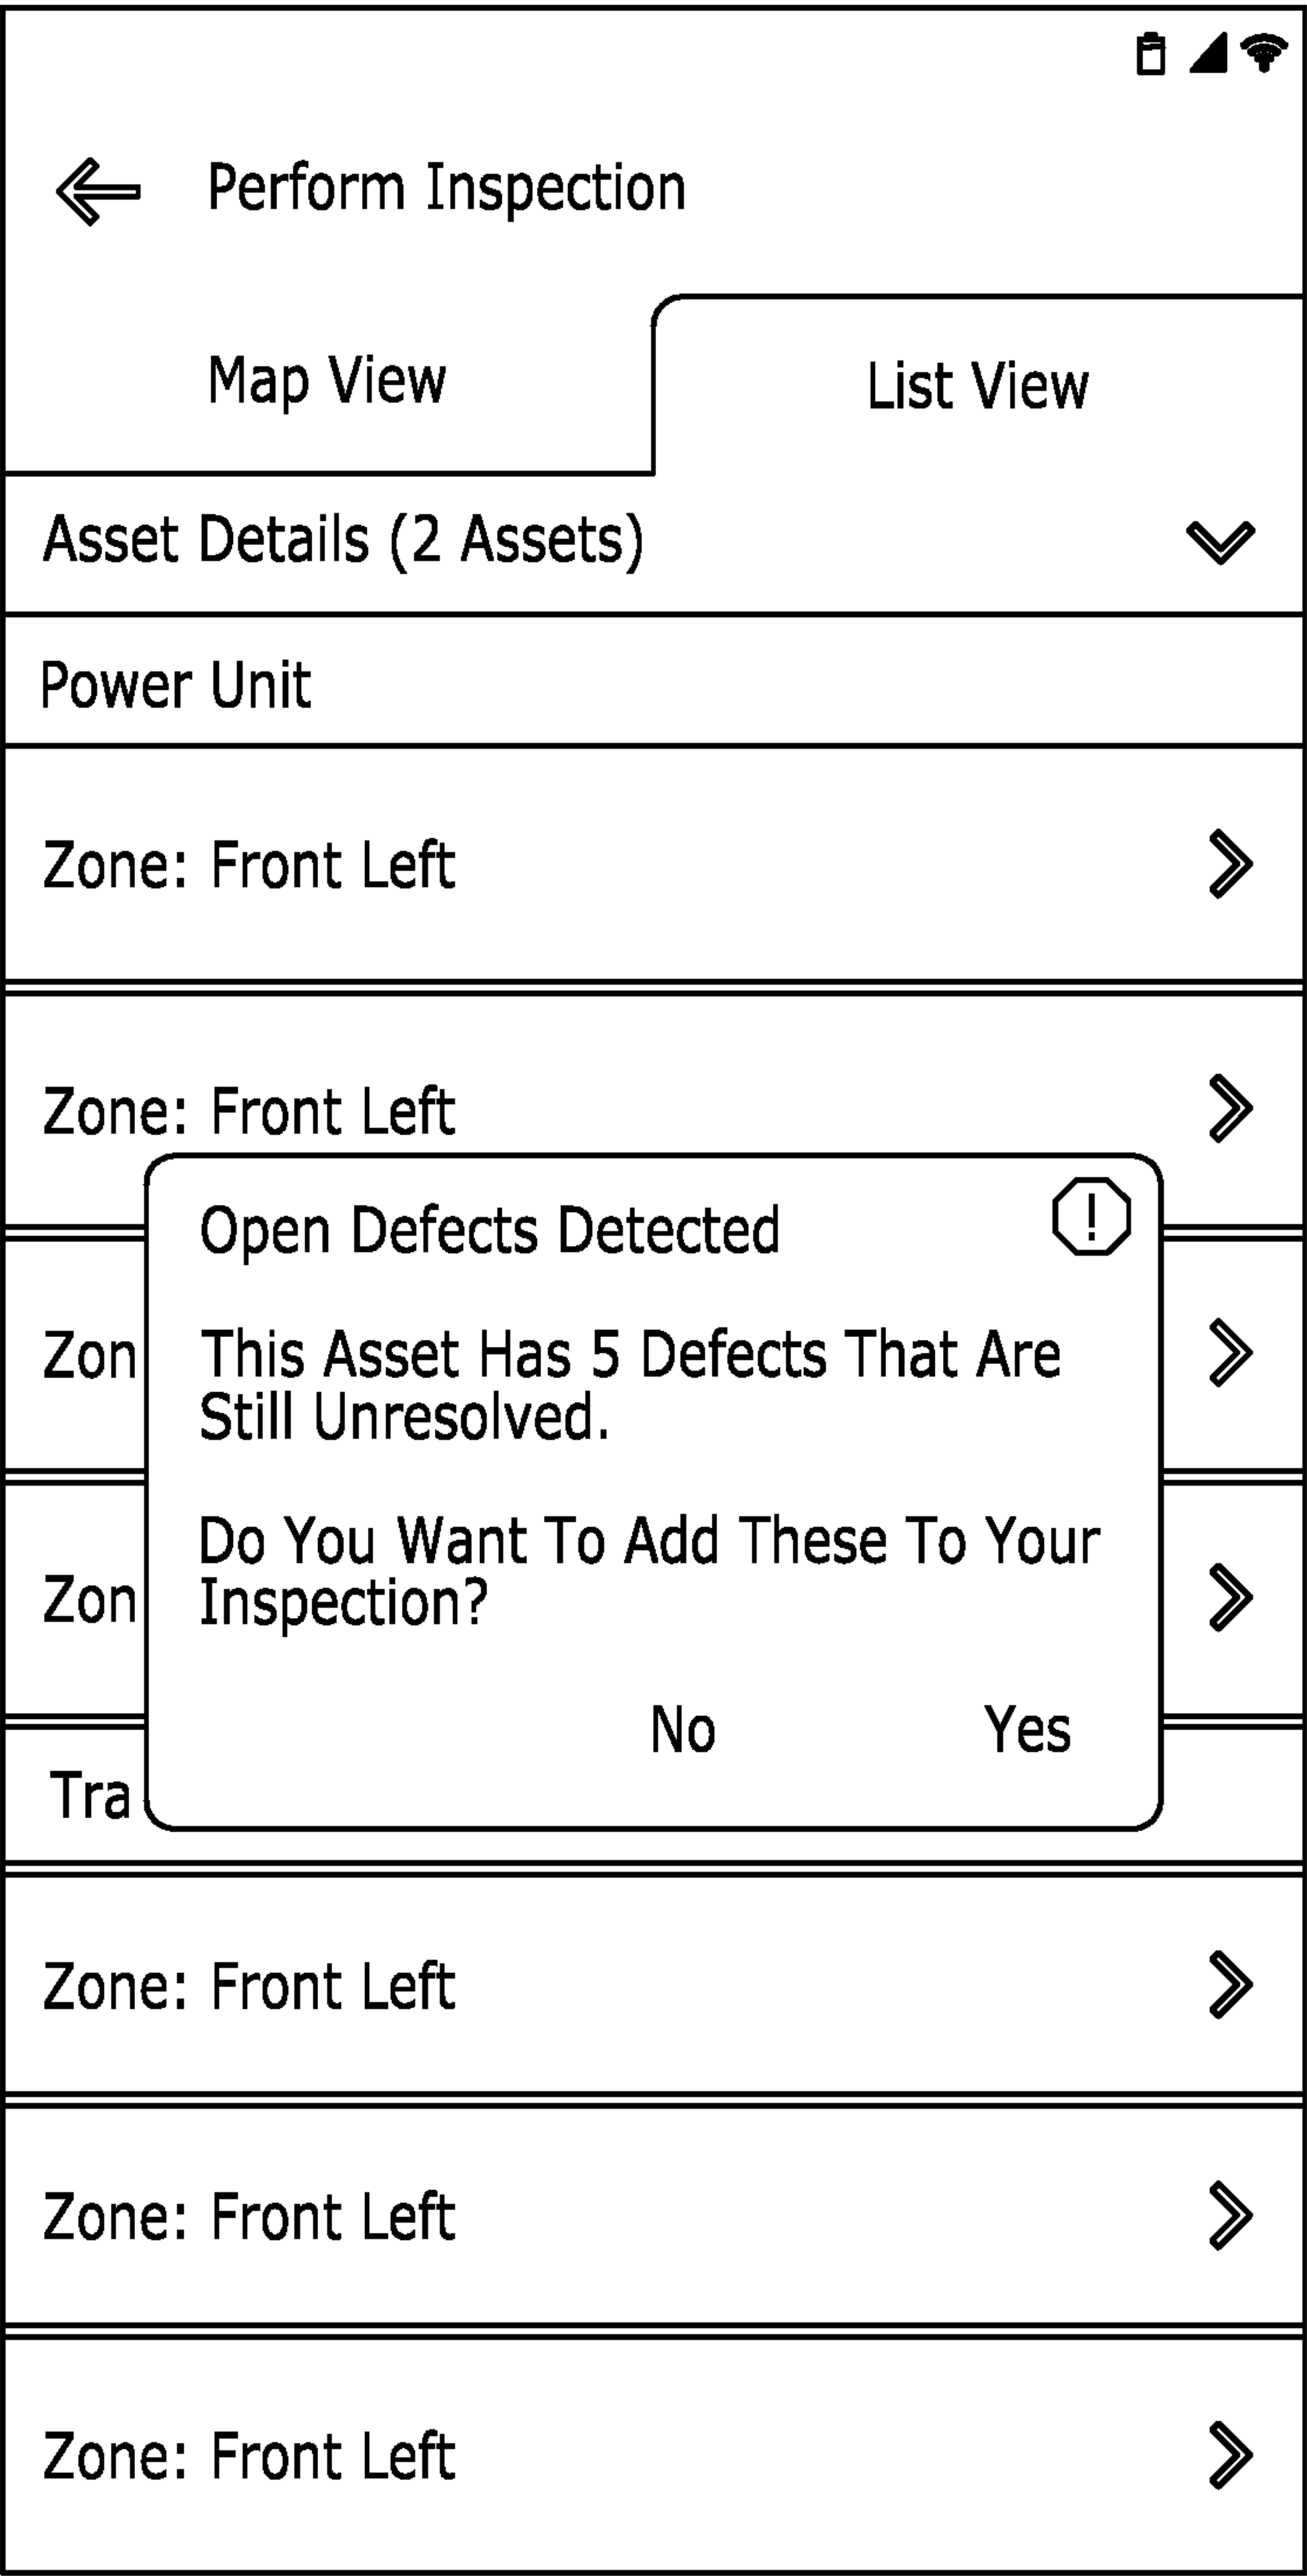 Perform Inspection
Map View
List View
Asset Details (2 Assets)
Power Unit
Zone: Front Left
Zone: Front Left
Open Defects Detected
!
Zon
This Asset Has 5 Defects That Are
Still Unresolved.
Do You Want To Add These To Your
Zon
Inspection?
No
Yes
Tra
Zone: Front Left
Zone: Front Left
Zone: Front Left